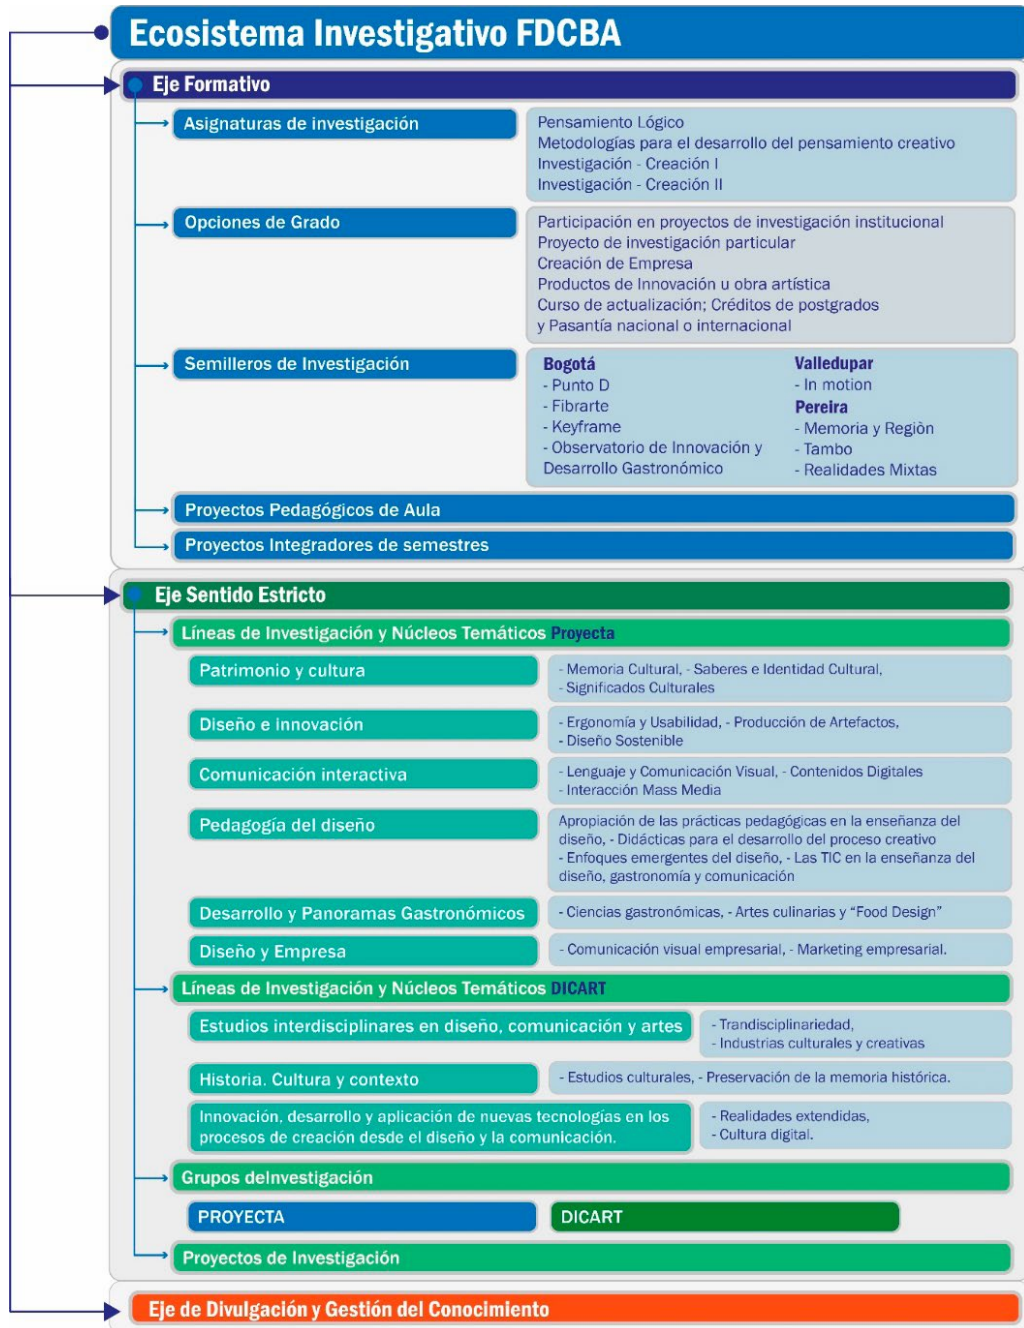 Ecosistema Investigativo FDCBA
Eje Formativo
Asignaturas de investigación
Pensamiento Lógico
Metodologías para el desarrollo del pensamiento creativo
Investigación - Creación I
Investigación - Creación II
Opciones de Grado
Participación en proyectos de investigación institucional
Proyecto de investigación particular
Creación de Empresa
Productos de Innovación u obra artística
Curso de actualización; Créditos de postgrados
y Pasantía nacional o internacional
Semilleros de Investigación
Bogotá
- Punto D
- Fibrarte
- Keyframe
- Observatorio de Innovación y
Desarrollo Gastronómico
Valledupar
- In motion
Pereira
- Memoria y Regiòn
- Tambo
- Realidades Mixtas
Proyectos Pedagógicos de Aula
Proyectos Integradores de semestres
Eje Sentido Estricto
Líneas de Investigación y Núcleos Temáticos Proyecta
Patrimonio y cultura
- Memoria Cultural, - Saberes e Identidad Cultural,
- Significados Culturales
Diseño e innovación
- Ergonomía y Usabilidad, - Producción de Artefactos,
- Diseño Sostenible
Comunicación interactiva
- Lenguaje y Comunicación Visual, - Contenidos Digitales
- Interacción Mass Media
Pedagogía del diseño
Apropiación de las prácticas pedagógicas en la enseñanza del
diseño, - Didácticas para el desarrollo del proceso creativo
- Enfoques emergentes del diseño, - Las TIC en la enseñanza del
diseño, gastronomía y comunicación
Desarrollo y Panoramas Gastronómicos
- Ciencias gastronómicas, - Artes culinarias y “Food Design”
Diseño y Empresa
- Comunicación visual empresarial, - Marketing empresarial.
Líneas de Investigación y Núcleos Temáticos DICART
Estudios interdisciplinares en diseño, comunicación y artes
- Trandisciplinariedad,
- Industrias culturales y creativas
Historia. Cultura y contexto
- Estudios culturales, - Preservación de la memoria histórica.
Innovación, desarrollo y aplicación de nuevas tecnologías en los
procesos de creación desde el diseño y la comunicación.
- Realidades extendidas,
- Cultura digital.
Grupos deInvestigación
PROYECTA
DICART
Proyectos de Investigación
Eje de Divulgación y Gestión del Conocimiento